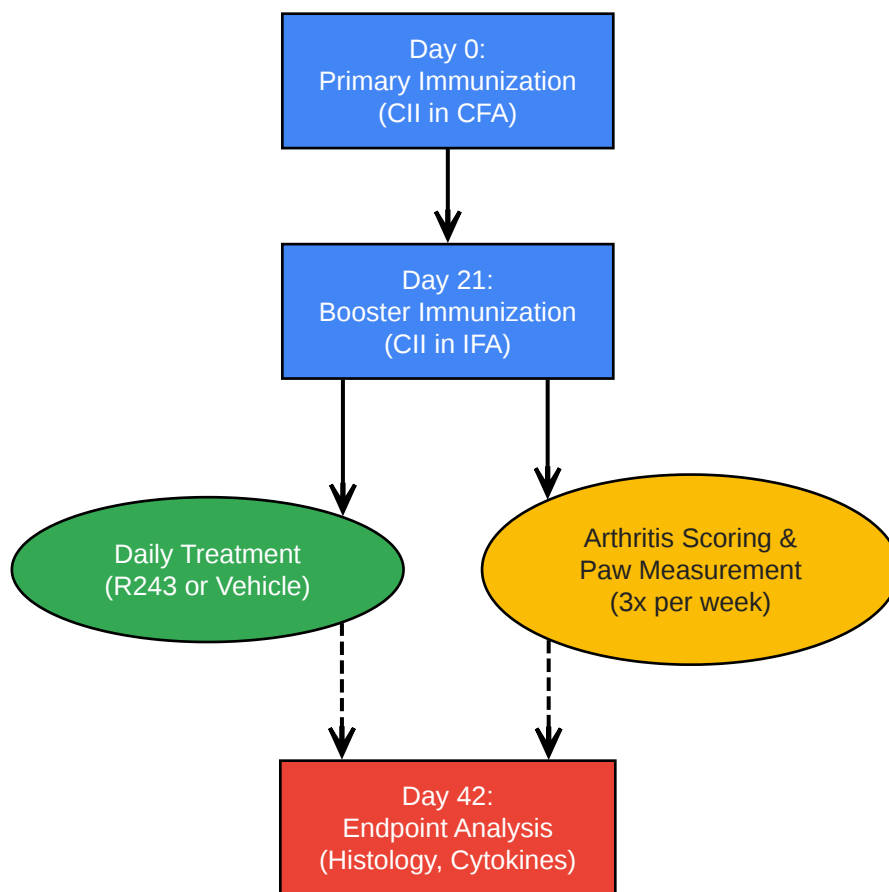 Day 0:
Primary Immunization
(CII in CFA)
Day 21:
Booster Immunization
(CII in IFA)
Daily Treatment
(R243 or Vehicle)
Arthritis Scoring &
Paw Measurement
(3x per week)
Day 42:
Endpoint Analysis
(Histology, Cytokines)